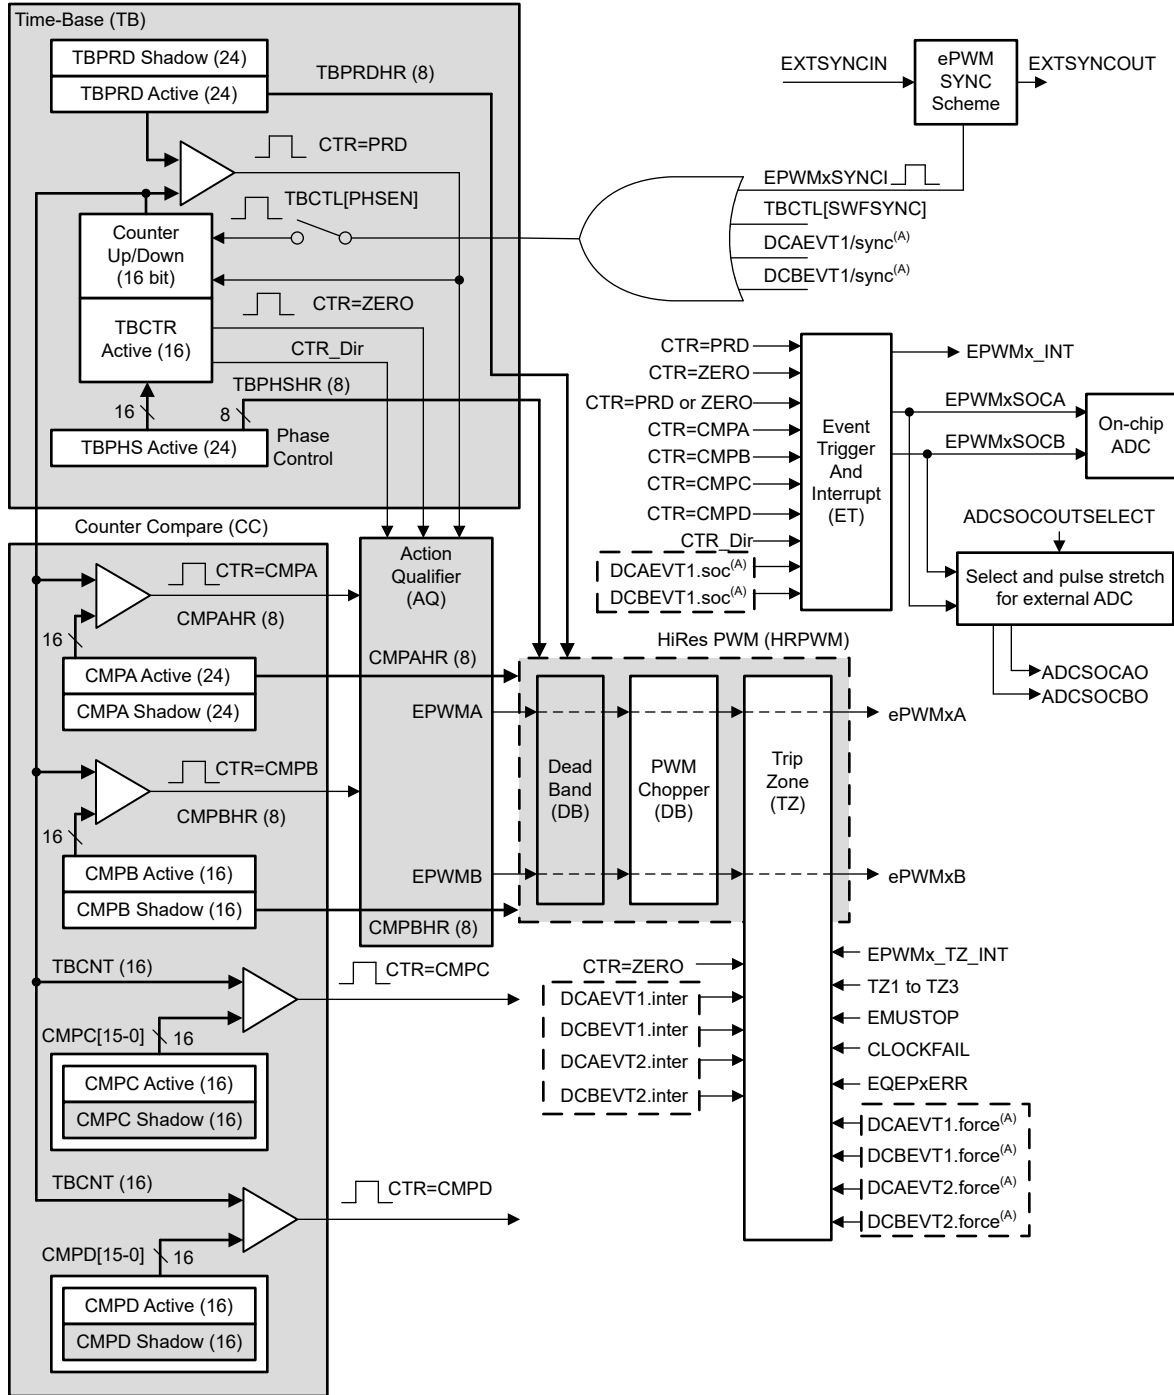 Time-Base (TB)
TBPRD Shadow (24)
TBPRD Active (24)
TBPRDHR (8)
CTR=PRD
TBCTL[PHSEN]
Counter
Up/Down
(16 bit)
CTR=ZERO
TBCTR
Active (16)
CTR_Dir
TBPHSHR (8)
16
8
TBPHS Active (24)
Phase
Control
EXTSYNCIN
ePWM
SYNC
Scheme
EXTSYNCOUT
EPWMxSYNCI
TBCTL[SWFSYNC]
DCAEVT1/sync(A)
DCBEVT1/sync(A)
CTR=PRD
CTR=ZERO
CTR=PRD or ZERO
CTR=CMPA
CTR=CMPB
CTR=CMPC
CTR=CMPD
CTR_Dir
DCAEVT1.soc(A)
DCBEVT1.soc(A)
Event
Trigger
And
Interrupt
(ET)
EPWMx_INT
EPWMxSOCA
EPWMxSOCB
On-chip
ADC
ADCSOCOUTSELECT
Select and pulse stretch
for external ADC
ADCSOCAO
ADCSOCBO
Counter Compare (CC)
CTR=CMPA
16
CMPAHR (8)
CMPA Active (24)
CMPA Shadow (24)
CTR=CMPB
16
CMPBHR (8)
CMPB Active (16)
CMPB Shadow (16)
TBCNT (16)
CTR=CMPC
CMPC[15-0]
16
CMPC Active (16)
CMPC Shadow (16)
TBCNT (16)
CTR=CMPD
CMPD[15-0]
16
CMPD Active (16)
CMPD Shadow (16)
Action
Qualifier
(AQ)
CMPAHR (8)
EPWMA
EPWMB
CMPBHR (8)
HiRes PWM (HRPWM)
Dead
Band
(DB)
PWM
Chopper
(DB)
Trip
Zone
(TZ)
ePWMxA
ePWMxB
CTR=ZERO
DCAEVT1.inter
DCBEVT1.inter
DCAEVT2.inter
DCBEVT2.inter
EPWMx_TZ_INT
TZ1 to TZ3
EMUSTOP
CLOCKFAIL
EQEPxERR
DCAEVT1.force(A)
DCBEVT1.force(A)
DCAEVT2.force(A)
DCBEVT2.force(A)